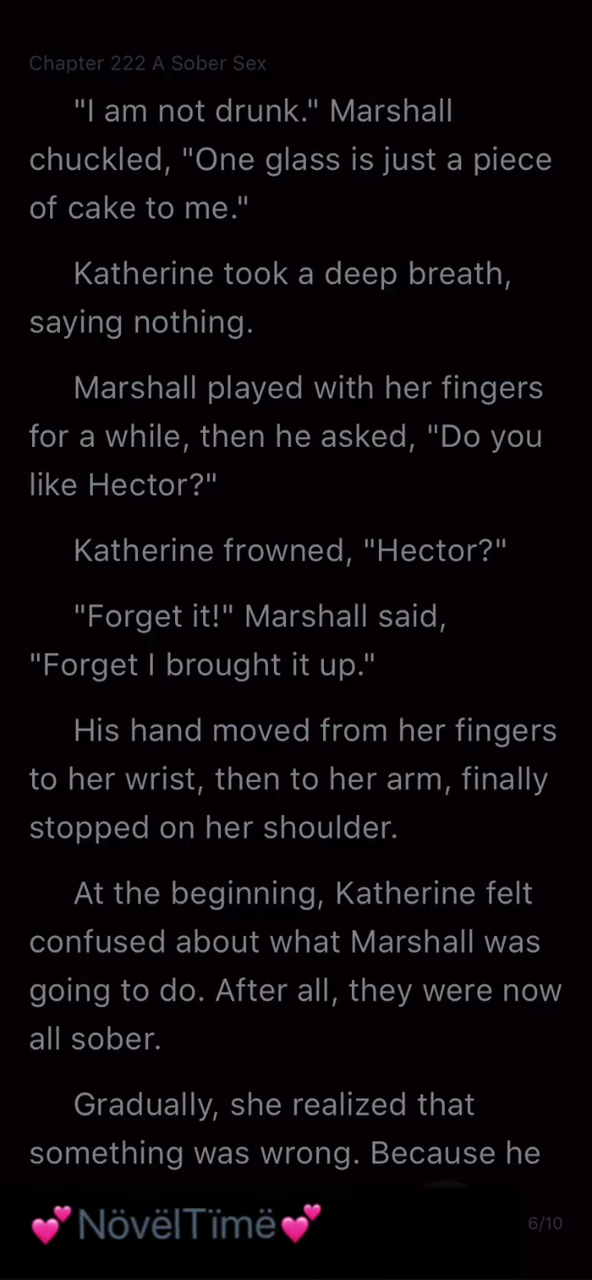 Chapter 222 A Sober Sex
"I am not drunk." Marshall
chuckled, "One glass is just a piece
of cake to me."
Katherine took a deep breath,
saying nothing.
Marshall played with her fingers
for a while, then he asked, "Do you
like Hector?"
Katherine frowned, "Hector?"
"Forget it!" Marshall said,
"Forget I brought it up."
His hand moved from her fingers
to her wrist, then to her arm, finally
stopped on her shoulder.
At the beginning, Katherine felt
confused about what Marshall was
going to do. After all, they were now
all sober.
Gradually, she realized that
something was wrong. Because he
💕NövëlTïmë💕
6/10